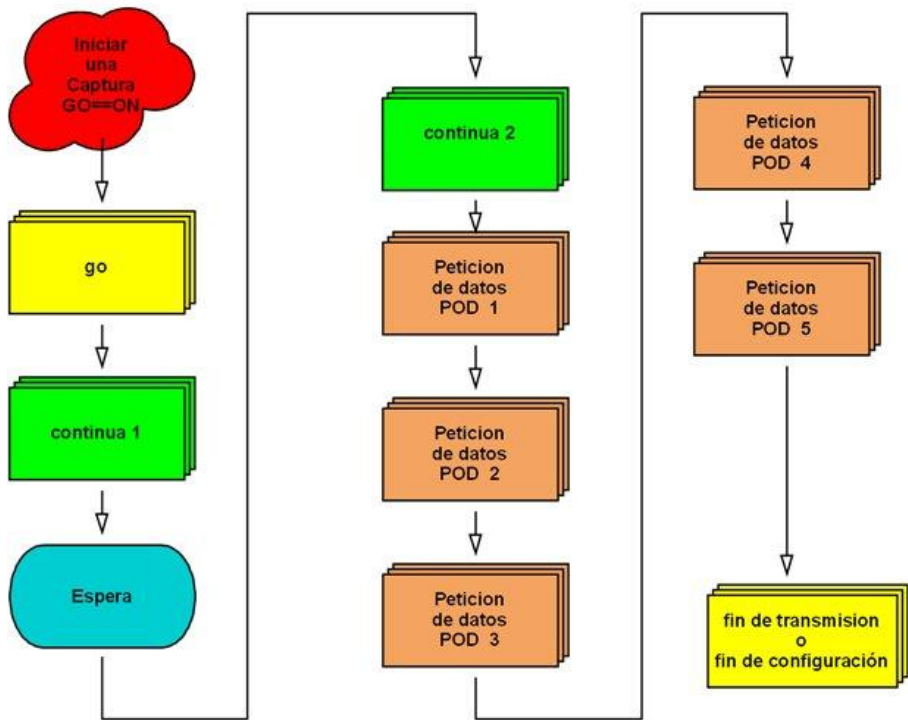 Iniciar
una
Captura
GO==ON
go
continua 1
Espera
continua 2
Peticion
de datos
POD 1
Peticion
de datos
POD 2
Peticion
de datos
POD 3
Peticion
de datos
POD 4
Peticion
de datos
POD 5
fin de transmision
o
fin de configuración